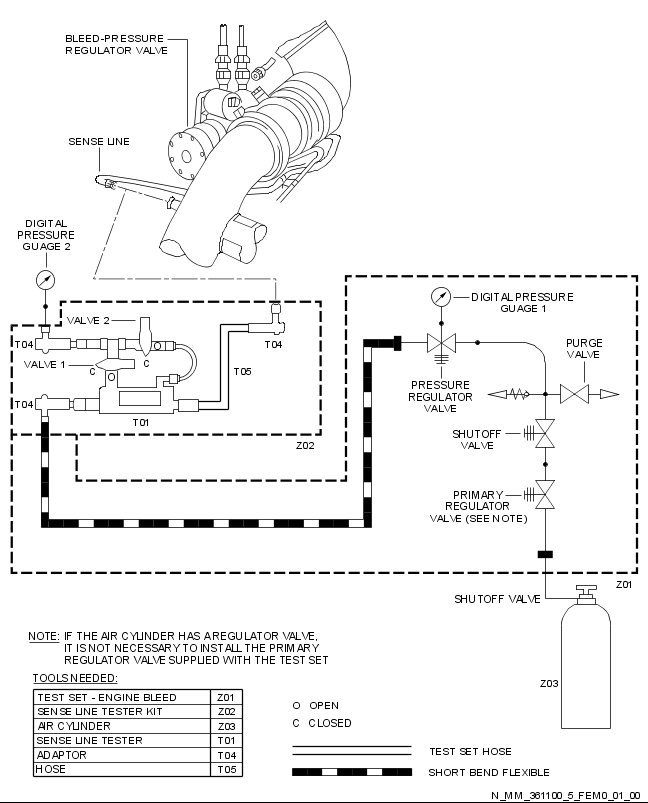 BLEED-PRESSURE
REGULATOR VALVE
SENSE LINE
DIGITAL
PRESSURE
GUAGE 2
VALVE 2
T04
VALVE 1
C
C
T04
T05
T04
T01
Z02
DIGITAL PRESSURE
GUAGE 1
PURGE
VALVE
PRESSURE
REGULATOR
VALVE
SHUTOFF
VALVE
PRIMARY
REGULATOR
VALVE (SEE NOTE)
Z01
SHUTOFF VALVE
Z03
NOTE: IF THE AIR CYLINDER HAS A REGULATOR VALVE,
IT IS NOT NECESSARY TO INSTALL THE PRIMARY
REGULATOR VALVE SUPPLIED WITH THE TEST SET
TOOLS NEEDED:
TEST SET - ENGINE BLEED Z01
SENSE LINE TESTER KIT Z02
AIR CYLINDER Z03
SENSE LINE TESTER T01
ADAPTOR T04
HOSE T05
O OPEN
C CLOSED
TEST SET HOSE
SHORT BEND FLEXIBLE
N_MM_361100_5_FEM0_01_00